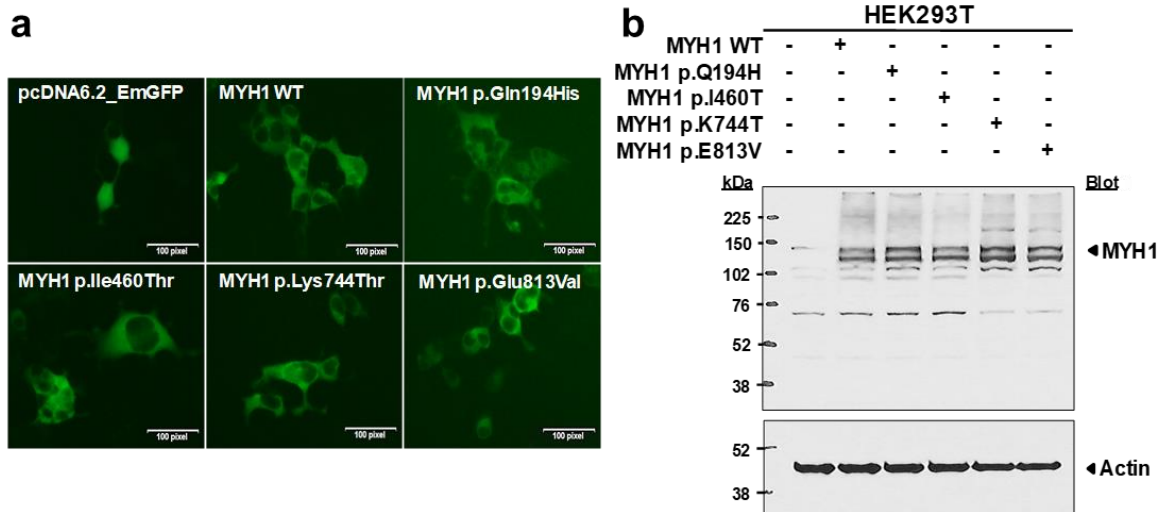 a
pcDNA6.2_EmGFP
MYH1 WT
MYH1 p.Gln194His
100 pixel
100 pixel
100 pixel
MYH1 p.Ile460Thr
MYH1 p.Lys744Thr
MYH1 p.Glu813Val
100 pixel
100 pixel
100 pixel
b
HEK293T
MYH1 WT - + - - - -
MYH1 p.Q194H - - + - - -
MYH1 p.I460T - - - + - -
MYH1 p.K744T - - - - + -
MYH1 p.E813V - - - - - +
kDa
Blot
225
150
MYH1
102
76
52
38
52
Actin
38